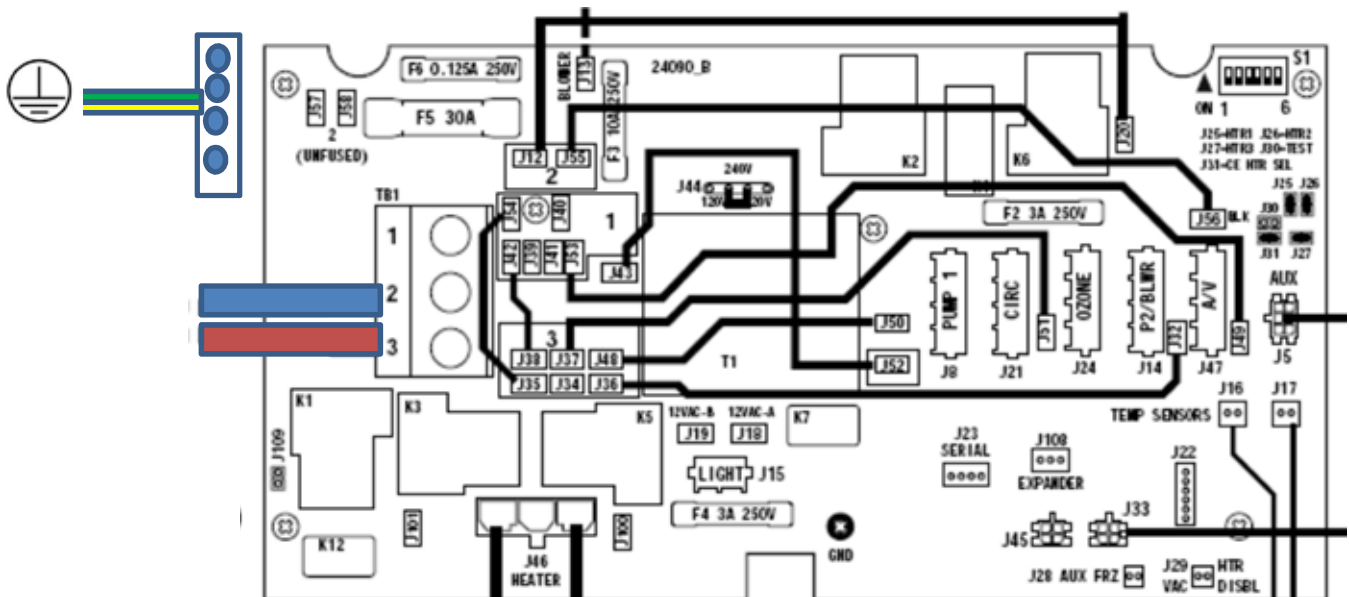 F6 0.125A 250V
BLOWER
J13
24090_B
S1
ON 1
6
J57
J58
F5 30A
F3 10A250V
2
(UNFUSED)
K2
K6
J20
J25-HTR1 J26-HTR2
J27-HTR3 J30-TEST
J31-CE HTR SEL
J12
J55
2
240V
J44
120V
TB1
J54
J40
1
F2 3A 250V
J25
J26
J30
J56
BLK
J31
J27
1
2
3
J42
J39
J41
J53
J43
AUX
PUMP 1
CIRC
J51
OZONE
P2/BLWR
J32
A/V
J49
J50
J5
3
J38
J37
J48
T1
J52
J8
J21
J24
J14
J47
J35
J34
J36
J16
J17
TEMP SENSORS
K1
K3
K5
12VAC-B
12VAC-A
J19
J18
K7
J109
J23
SERIAL
J108
EXPANDER
J22
LIGHT
J15
F4 3A 250V
J101
J100
GND
J33
J45
K12
J46
HEATER
J28 AUX FRZ
J29
VAC
HTR
DISBL